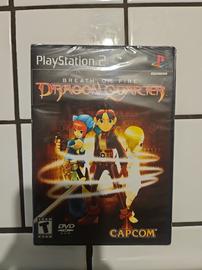 PlayStation 2
BREATH OF FIRE
DRAGON QUARTER
T
DVD
CAPCOM